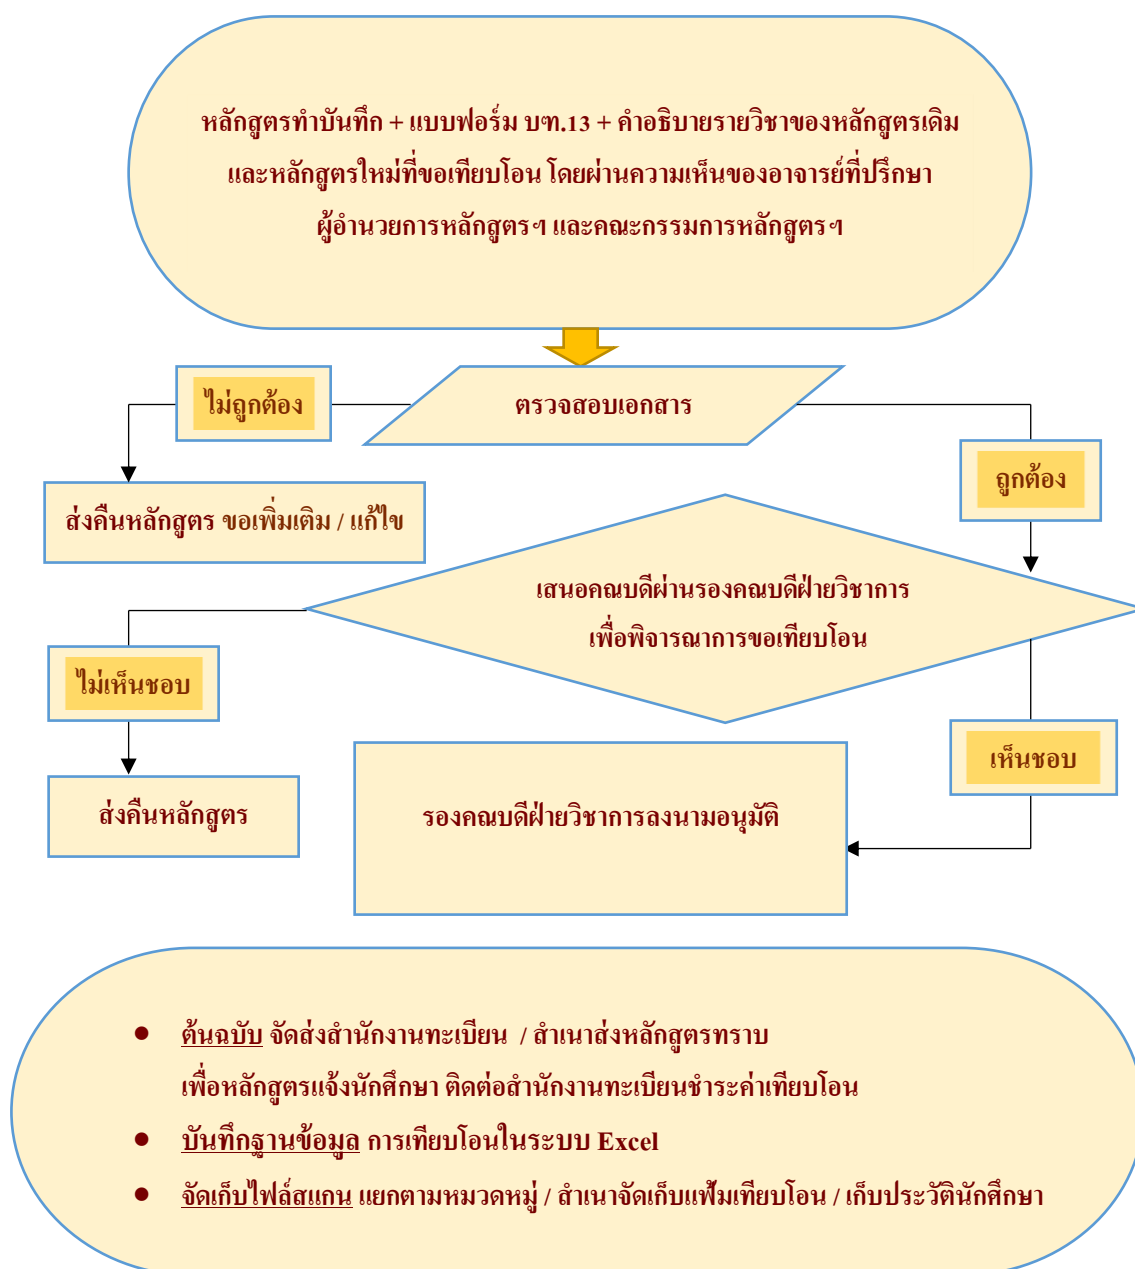 หลักสูตรทำบันทึก + แบบฟอร์ม บฑ.13 + คำอธิบายรายวิชาของหลักสูตรเดิม
และหลักสูตรใหม่ที่ขอเทียบโอน โดยผ่านความเห็นของอาจารย์ที่ปรึกษา
ผู้อำนวยการหลักสูตรฯ และคณะกรรมการหลักสูตรฯ
ไม่ถูกต้อง
ตรวจสอบเอกสาร
ถูกต้อง
ส่งคืนหลักสูตร ขอเพิ่มเติม / แก้ไข
เสนอคณบดีผ่านรองคณบดีฝ่ายวิชาการ
เพื่อพิจารณาการขอเทียบโอน
ไม่เห็นชอบ
เห็นชอบ
ส่งคืนหลักสูตร
รองคณบดีฝ่ายวิชาการลงนามอนุมัติ
● ต้นฉบับ จัดส่งสำนักงานทะเบียน / สำเนาส่งหลักสูตรทราบ
เพื่อหลักสูตรแจ้งนักศึกษา ติดต่อสำนักงานทะเบียนชำระค่าเทียบโอน
● บันทึกฐานข้อมูล การเทียบโอนในระบบ Excel
● จัดเก็บไฟล์สแกน แยกตามหมวดหมู่ / สำเนาจัดเก็บแฟ้มเทียบโอน / เก็บประวัตินักศึกษา